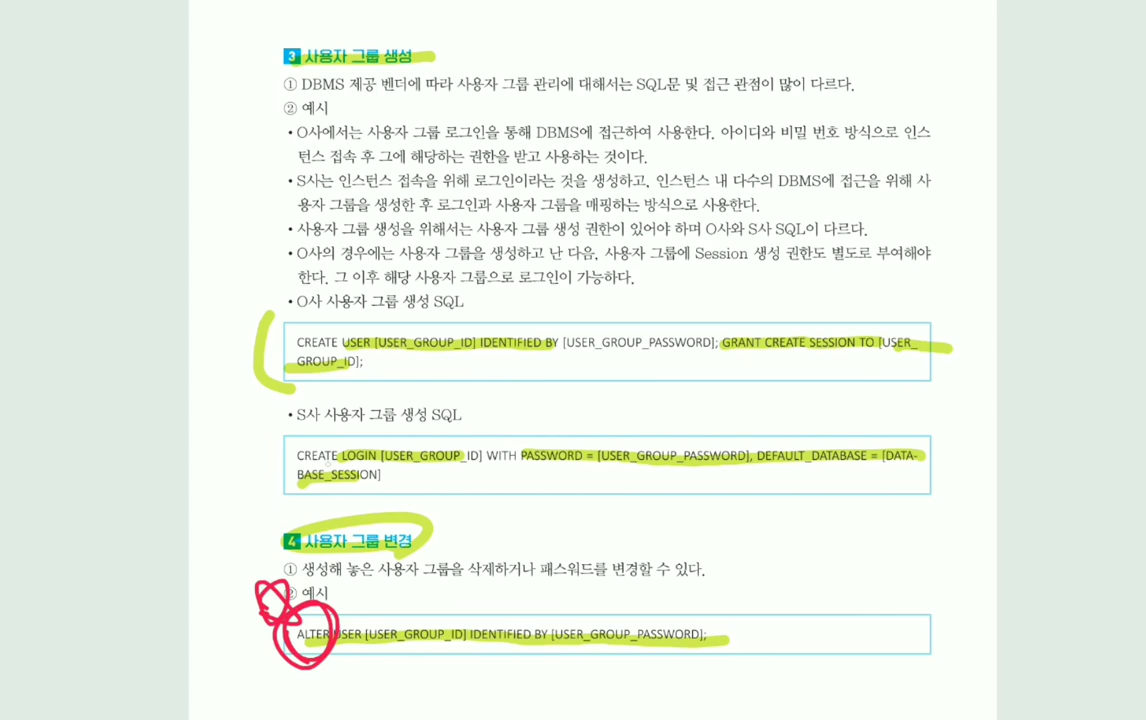 3 사용자 그룹 생성
① DBMS 제공 벤더에 따라 사용자 그룹 관리에 대해서는 SQL문 및 접근 관점이 많이 다르다.
② 예시
• O사에서는 사용자 그룹 로그인을 통해 DBMS에 접근하여 사용한다. 아이디와 비밀 번호 방식으로 인스
턴스 접속 후 그에 해당하는 권한을 받고 사용하는 것이다.
• S사는 인스턴스 접속을 위해 로그인이라는 것을 생성하고, 인스턴스 내 다수의 DBMS에 접근을 위해 사
용자 그룹을 생성한 후 로그인과 사용자 그룹을 매핑하는 방식으로 사용한다.
• 사용자 그룹 생성을 위해서는 사용자 그룹 생성 권한이 있어야 하며 O사와 S사 SQL이 다르다.
• O사의 경우에는 사용자 그룹을 생성하고 난 다음, 사용자 그룹에 Session 생성 권한도 별도로 부여해야
한다. 그 이후 해당 사용자 그룹으로 로그인이 가능하다.
• O사 사용자 그룹 생성 SQL
CREATE USER [USER_GROUP_ID] IDENTIFIED BY [USER_GROUP_PASSWORD]; GRANT CREATE SESSION TO [USER_
GROUP_ID];
• S사 사용자 그룹 생성 SQL
CREATE LOGIN [USER_GROUP_ID] WITH PASSWORD = [USER_GROUP_PASSWORD], DEFAULT_DATABASE = [DATA-
BASE_SESSION]
4 사용자 그룹 변경
① 생성해 놓은 사용자 그룹을 삭제하거나 패스워드를 변경할 수 있다.
② 예시
ALTER USER [USER_GROUP_ID] IDENTIFIED BY [USER_GROUP_PASSWORD];